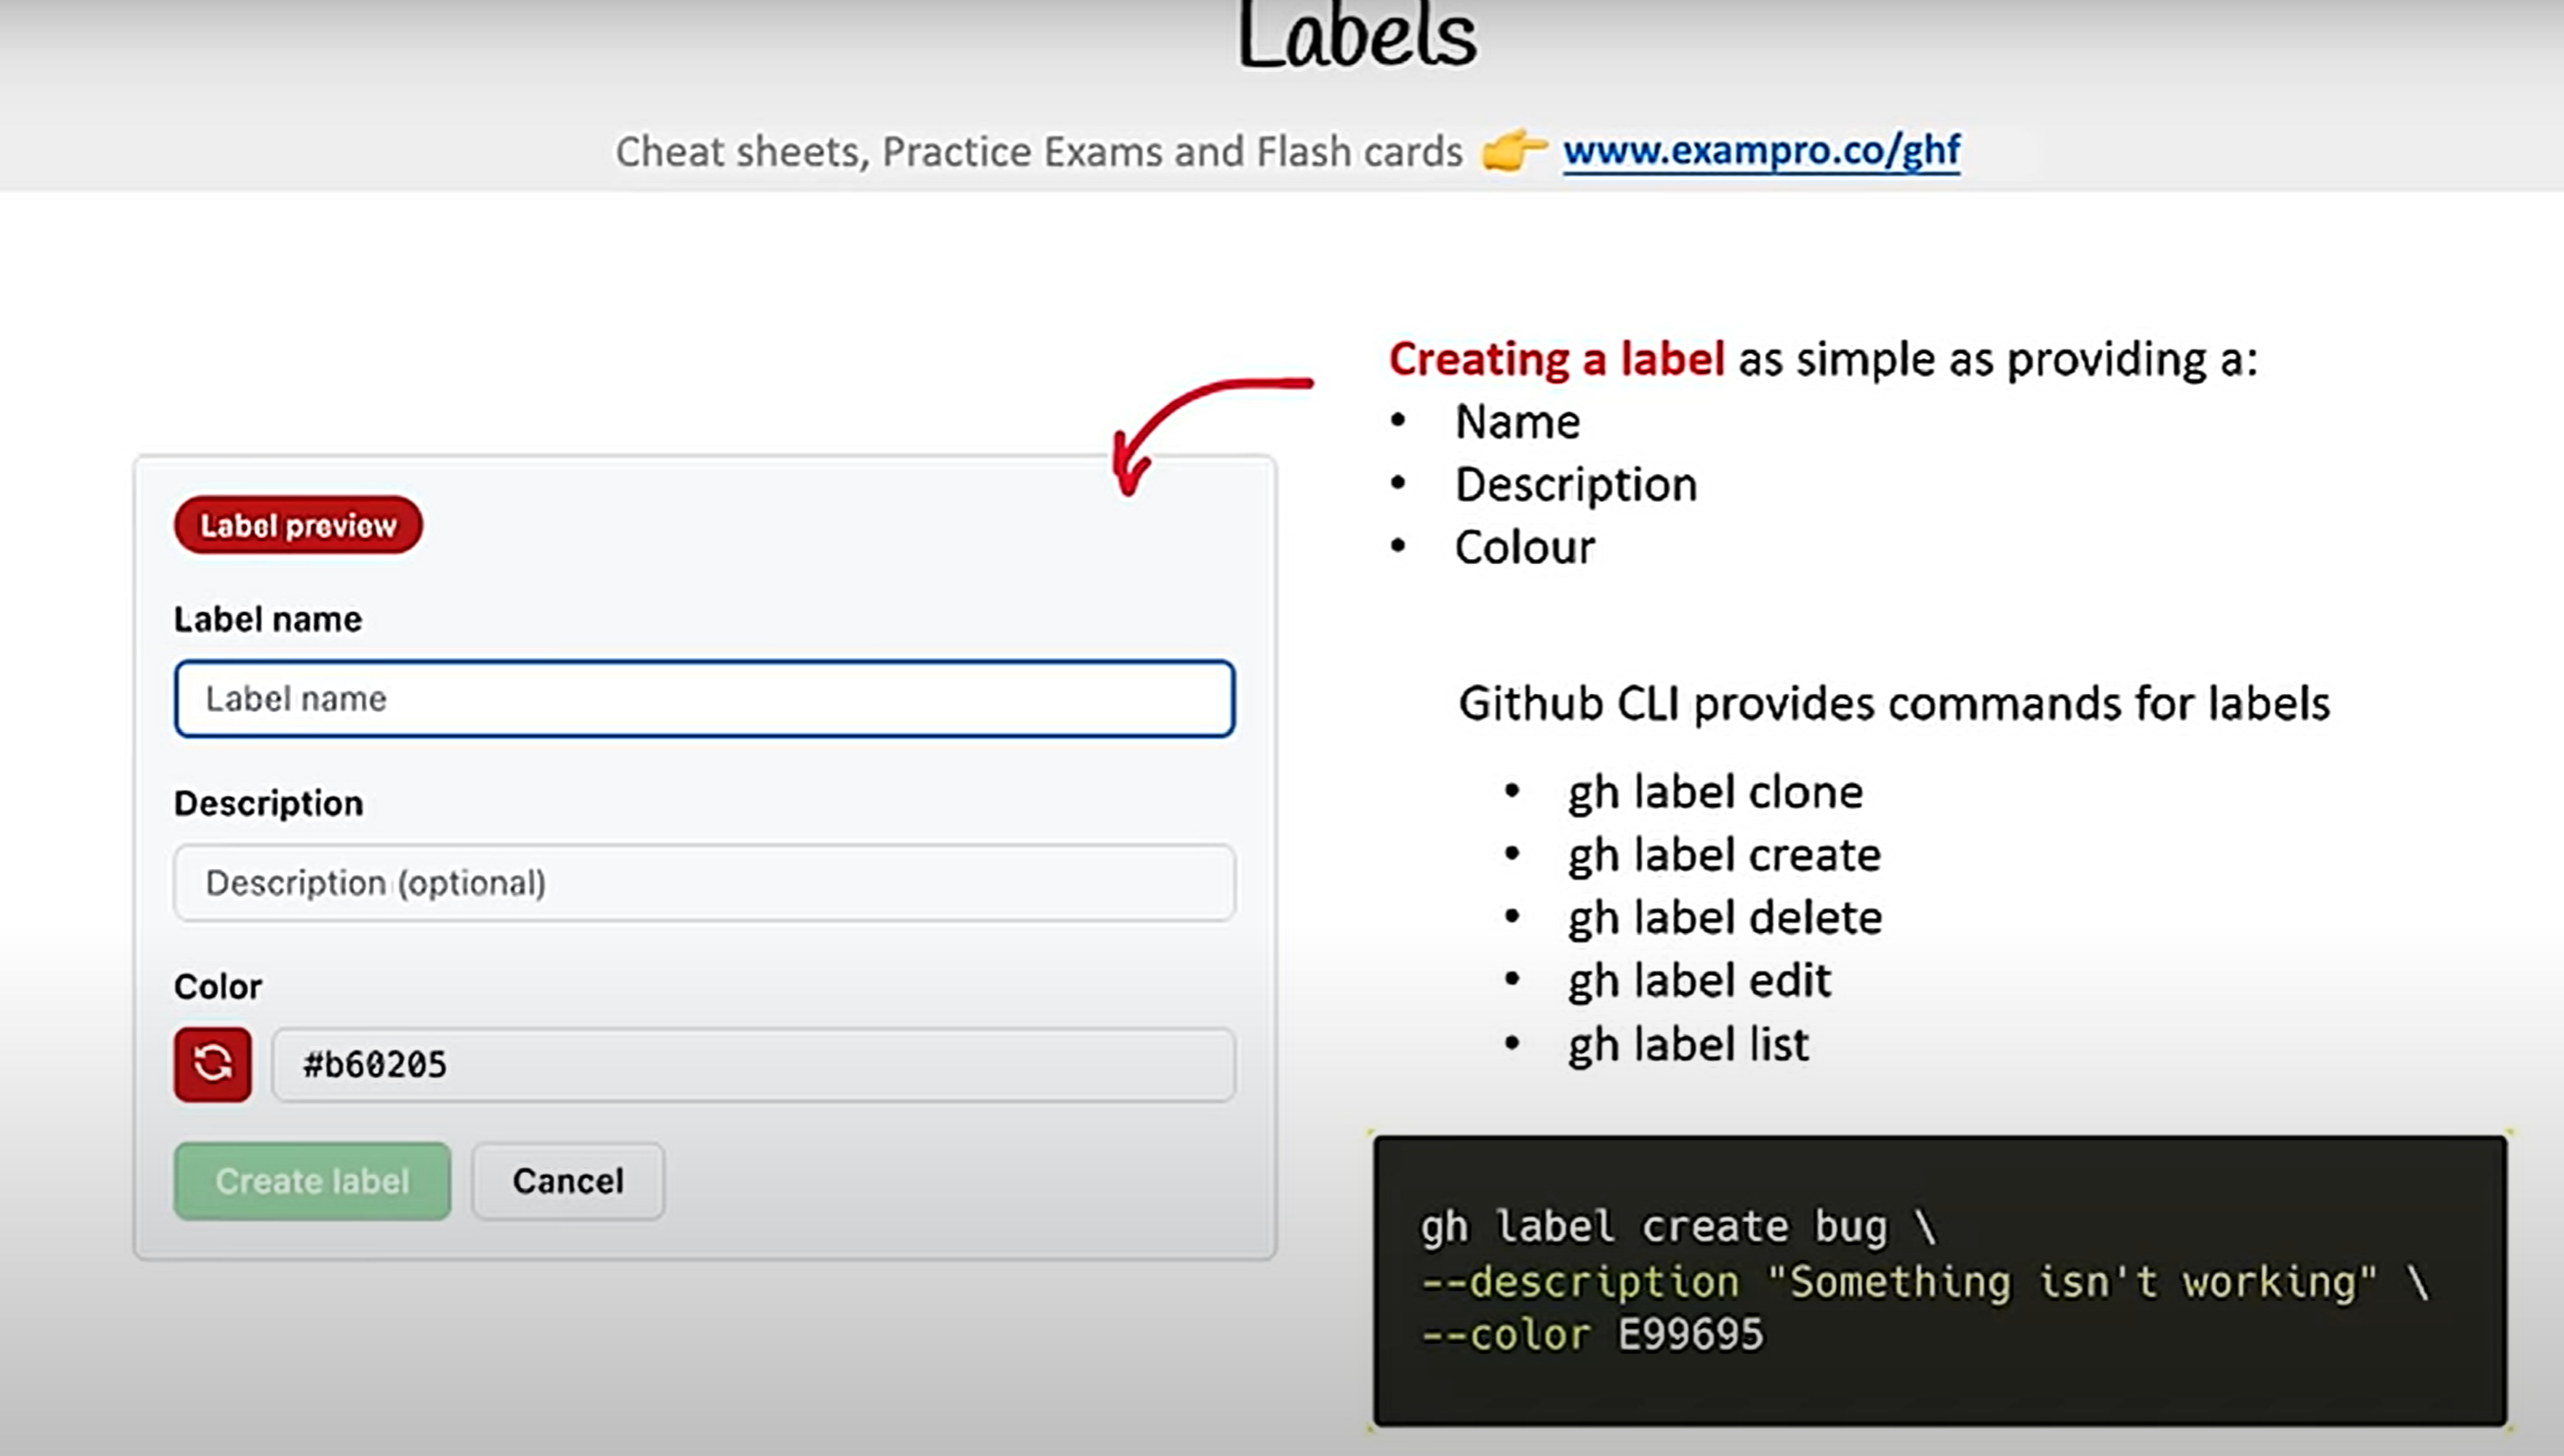 Labels
Cheat sheets, Practice Exams and Flash cards 👉 www.exampro.co/ghf
Creating a label as simple as providing a:
• Name
• Description
• Colour
Label preview
Label name
Label name
Description
Description (optional)
Color
#b60205
Create label
Cancel
Github CLI provides commands for labels
• gh label clone
• gh label create
• gh label delete
• gh label edit
• gh label list
gh label create bug \
--description "Something isn't working" \
--color E99695